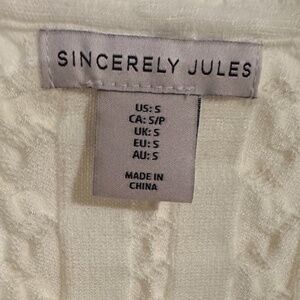 SINCERELY JULES
US: S
CA: S/P
UK: S
EU: S
AU: S
MADE IN
CHINA